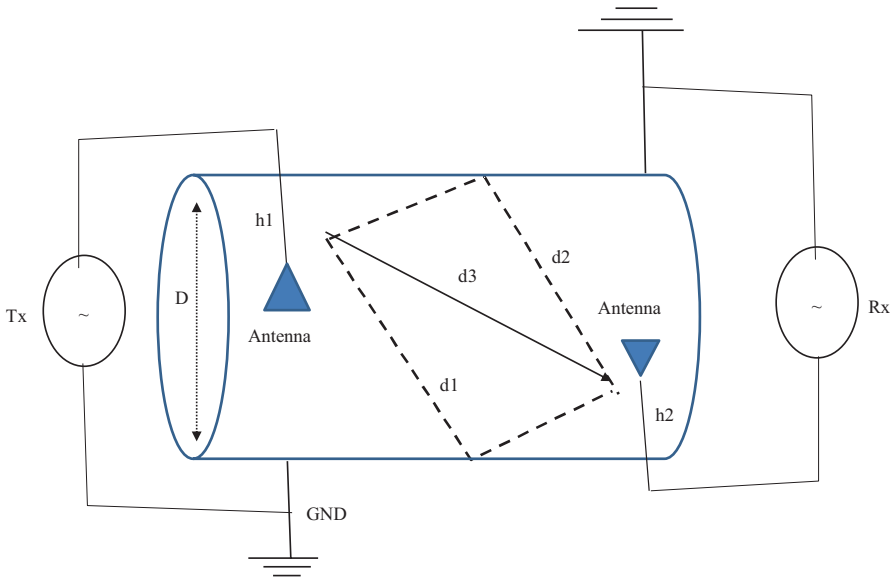 h1
d2
D
d3
Antenna
Tx
~
~
Rx
Antenna
d1
h2
GND